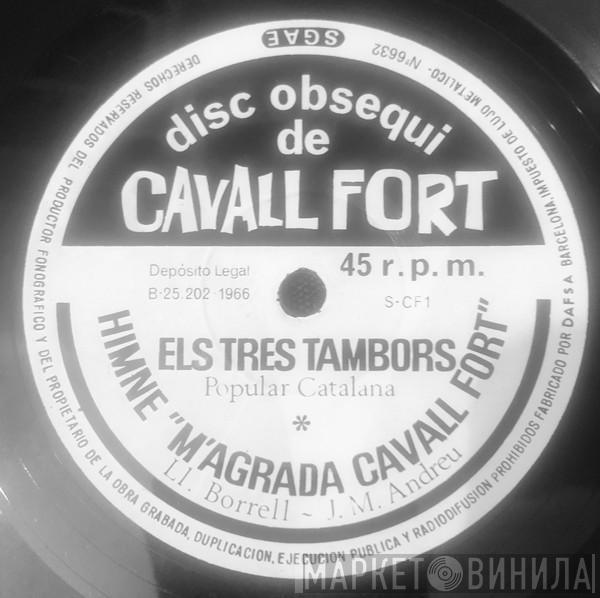 SGAE
DERECHOS RESERVADOS DEL PRODUCTOR FONOGRAFICO Y DEL PROPIETARIO DE LA OBRA GRABADA, DUPLICACION, EJECUCION PUBLICA Y RADIODIFUSION PROHIBIDOS FABRICADO POR DAFSA BARCELONA. IMPUESTO DE LUJO METALICO - Nº 6632
disc obsequi
de
CAVALL FORT
Depósito Legal
B-25.202-1966
45 r. p. m.
S-CF1
ELS TRES TAMBORS
Popular Catalana
*
HIMNE "M'AGRADA CAVALL FORT"
Ll. Borrell - J. M. Andreu
МАРКЕТ ВИНИЛА